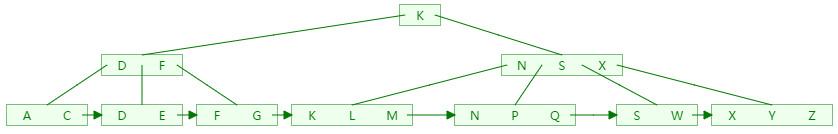 K
D F
N S X
A C
D E
F G
K L M
N P Q
S W
X Y Z